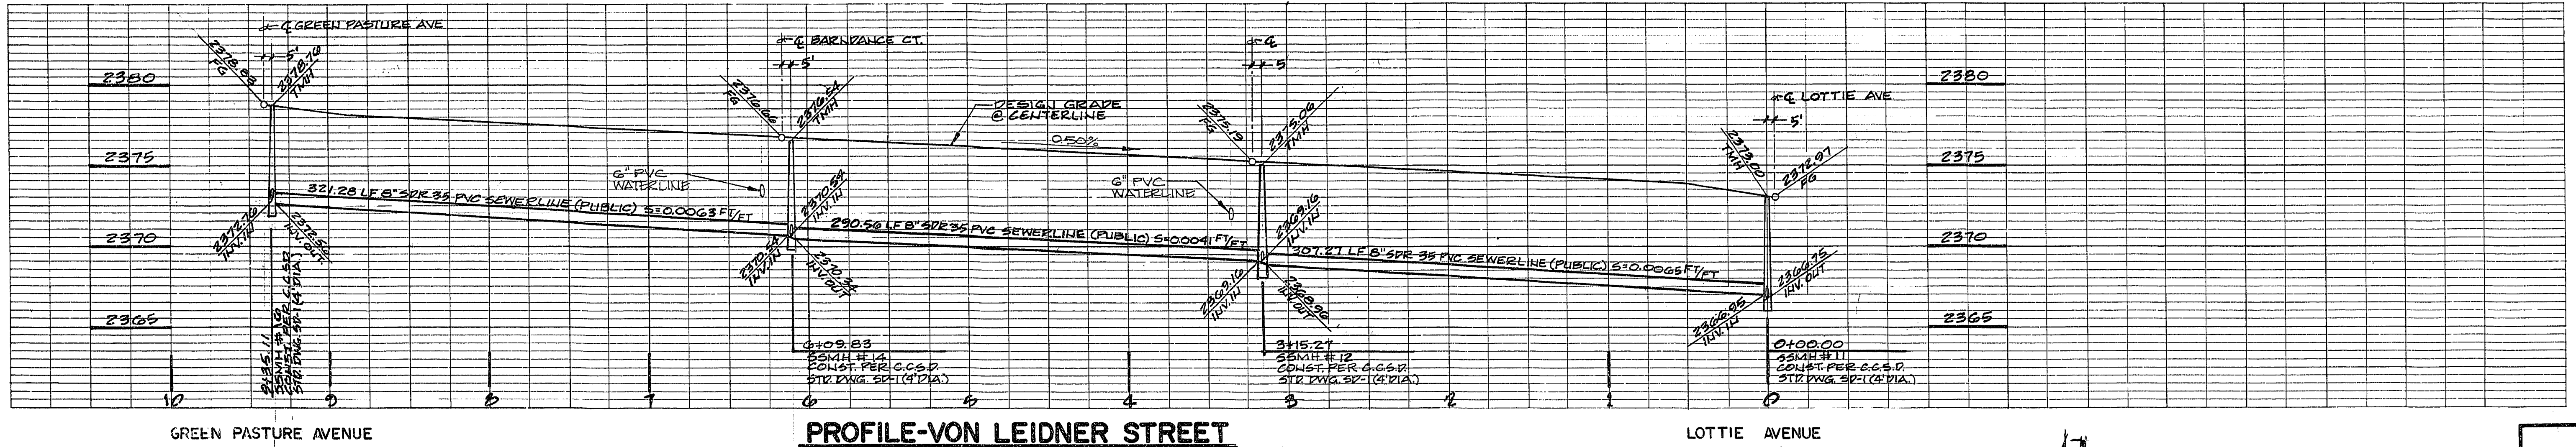 ℄ GREEN PASTURE AVE
5'
2378.88
FG
2378.76
TMH
℄ BARNDANCE CT.
5'
2376.66
FG
2376.54
TMH
℄
5
2375.19
FG
2375.06
TMH
℄ LOTTIE AVE
5'
2373.00
TMH
2372.97
FG
2380
2375
2370
2365
2380
2375
2370
2365
DESIGN GRADE
@ CENTERLINE
0.50%
6" PVC
WATERLINE
6" PVC
WATERLINE
321.28 LF 8" SDR 35 PVC SEWERLINE (PUBLIC) S=0.0063 FT/FT
290.56 LF 8" SDR 35 PVC SEWERLINE (PUBLIC) S=0.0041 FT/FT
307.27 LF 8" SDR 35 PVC SEWERLINE (PUBLIC) S=0.0065 FT/FT
2372.76
INV. IN
2372.56
INV. OUT
2370.54
INV. IN
2370.54
INV. IN
2370.34
INV OUT
2369.16
INV. IN
2369.16
INV. IN
2368.96
INV OUT
2366.95
INV. IN
2366.75
INV. OUT
9+35.11
SSMH #16
CONST. PER C.C.S.D
STD. DWG. SD-1 (4' DIA.)
6+09.83
SSMH #14
CONST. PER C.C.S.D.
STD. DWG. SD-1 (4' DIA.)
3+15.27
SSMH #12
CONST. PER C.C.S.D.
STD. DWG. SD-1 (4' DIA.)
0+00.00
SSMH #11
CONST. PER C.C.S.D.
STD. DWG. SD-1 (4' DIA.)
10 9 8 7 6 5 4 3 2 1 0
GREEN PASTURE AVENUE
PROFILE-VON LEIDNER STREET
LOTTIE AVENUE